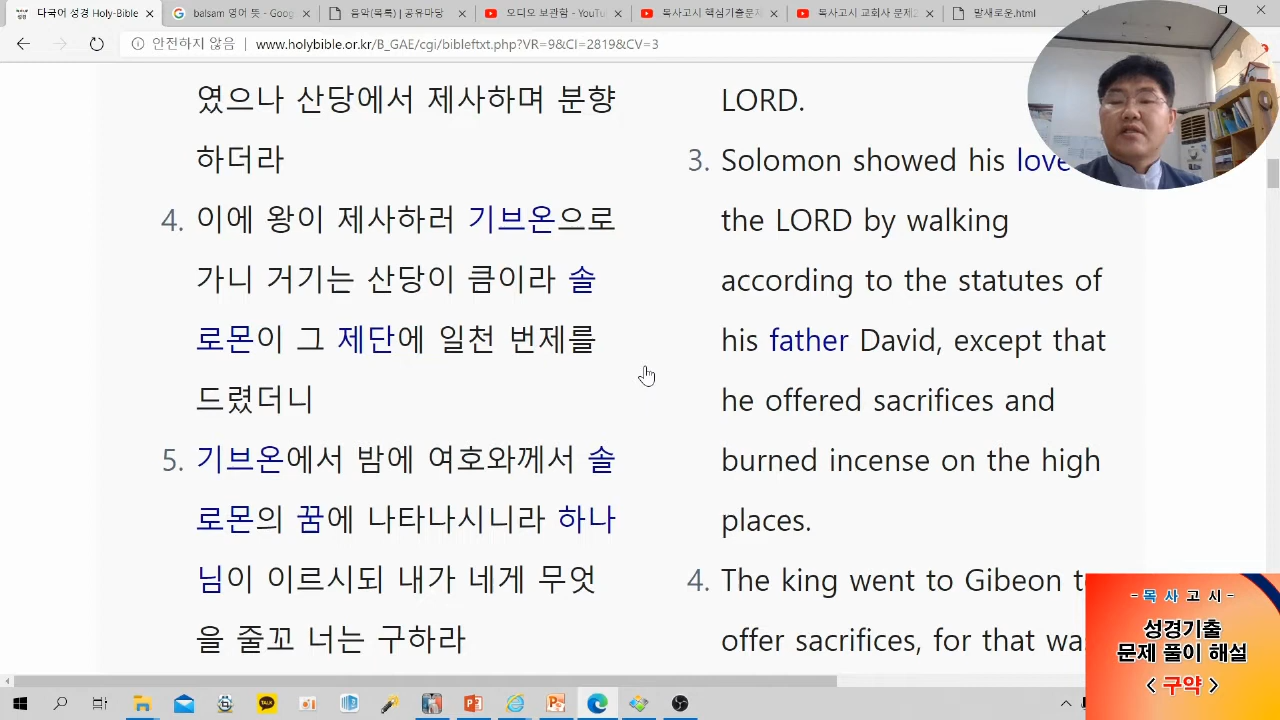 다국어 성경 Holy-Bible
balsam 영어 뜻 - Goog
음악(목록) | 공유마당
오디오 보관함 - YouTu
목사고시 핵심기출문
목사고시 교회사 문제2
말새로운.html
안전하지 않음 www.holybible.or.kr/B_GAE/cgi/bibleftxt.php?VR=9&CI=2819&CV=3
였으나 산당에서 제사하며 분향
하더라
4. 이에 왕이 제사하러 기브온으로
가니 거기는 산당이 큼이라 솔
로몬이 그 제단에 일천 번제를
드렸더니
5. 기브온에서 밤에 여호와께서 솔
로몬의 꿈에 나타나시니라 하나
님이 이르시되 내가 네게 무엇
을 줄꼬 너는 구하라
LORD.
3. Solomon showed his love
the LORD by walking
according to the statutes of
his father David, except that
he offered sacrifices and
burned incense on the high
places.
4. The king went to Gibeon t
offer sacrifices, for that wa
-목사고시-
성경기출
문제 풀이 해설
<구약>
TALK